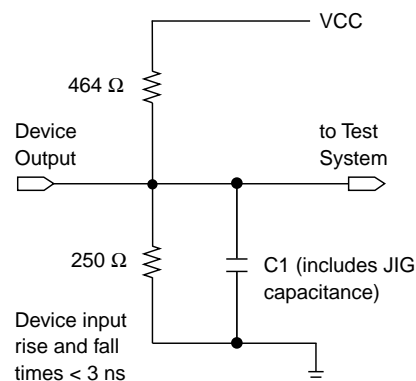 VCC
464 Ω
Device
Output
to Test
System
250 Ω
C1 (includes JIG
capacitance)
Device input
rise and fall
times < 3 ns